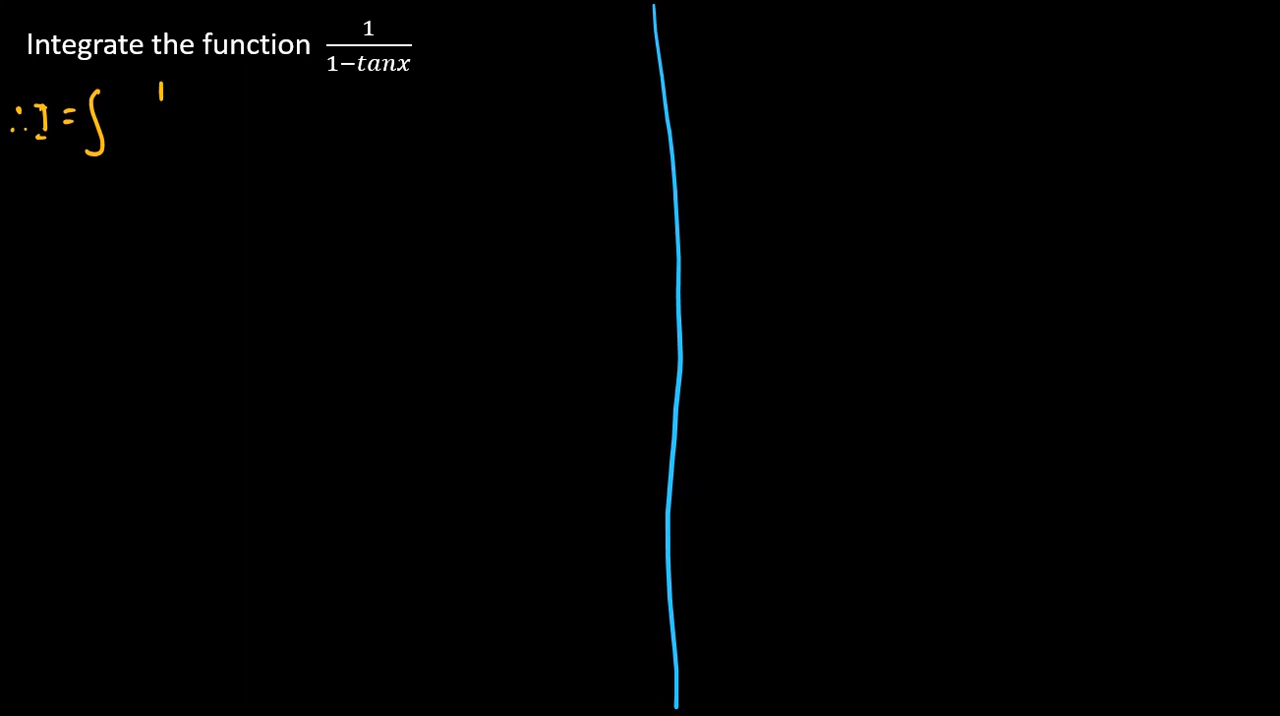 Integrate the function 1/(1−tanx)
∴ I = ∫ 1